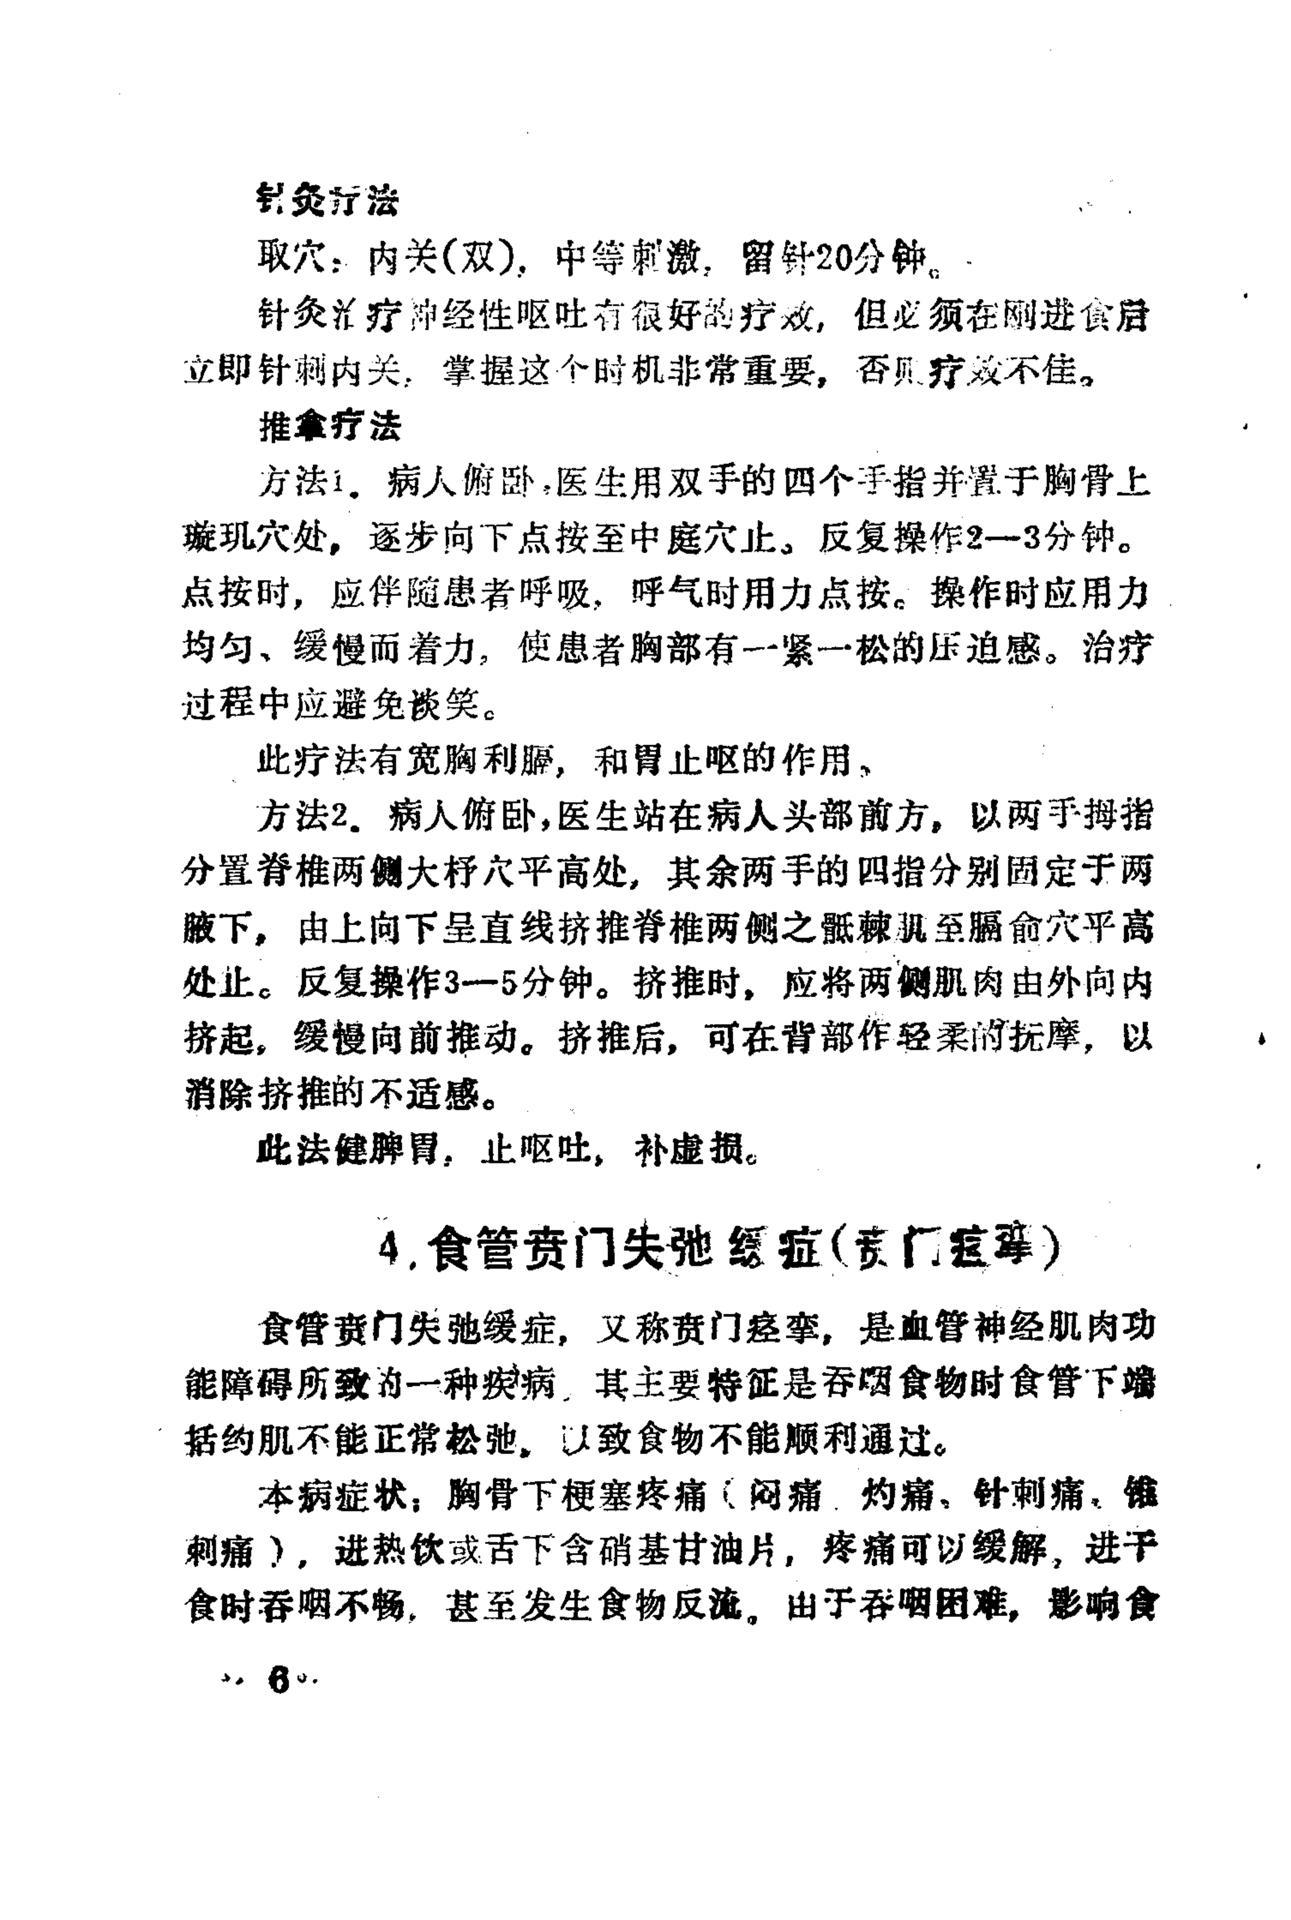 针灸疗法
取穴：内关(双)，中等刺激，留针20分钟。
针灸治疗神经性呕吐有很好的疗效，但必须在刚进食后
立即针刺内关，掌握这个时机非常重要，否则疗效不佳。
推拿疗法
方法1．病人俯卧，医生用双手的四个手指并置于胸骨上
璇玑穴处，逐步向下点按至中庭穴止。反复操作2—3分钟。
点按时，应伴随患者呼吸，呼气时用力点按。操作时应用力
均匀、缓慢而着力，使患者胸部有一紧一松的压迫感。治疗
过程中应避免谈笑。
此疗法有宽胸利膈，和胃止呕的作用。
方法2．病人俯卧，医生站在病人头部前方，以两手拇指
分置脊椎两侧大杼穴平高处，其余两手的四指分别固定于两
腋下，由上向下呈直线挤推脊椎两侧之骶棘肌至膈俞穴平高
处止。反复操作3—5分钟。挤推时，应将两侧肌肉由外向内
挤起，缓慢向前推动。挤推后，可在背部作轻柔的抚摩，以
消除挤推的不适感。
此法健脾胃，止呕吐，补虚损。
4．食管贲门失弛缓症(贲门痉挛)
食管贲门失弛缓症，又称贲门痉挛，是血管神经肌肉功
能障碍所致的一种疾病，其主要特征是吞咽食物时食管下端
括约肌不能正常松弛，以致食物不能顺利通过。
本病症状：胸骨下梗塞疼痛（闷痛、灼痛、针刺痛、锥
刺痛），进热饮或舌下含硝基甘油片，疼痛可以缓解，进干
食时吞咽不畅，甚至发生食物反流。由于吞咽困难，影响食
6